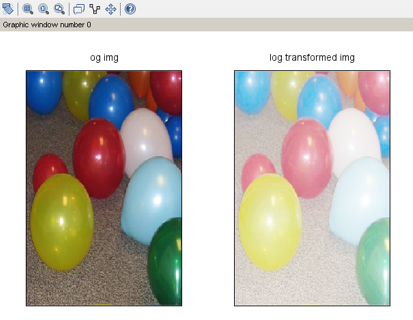 Graphic window number 0
og img
log transformed img